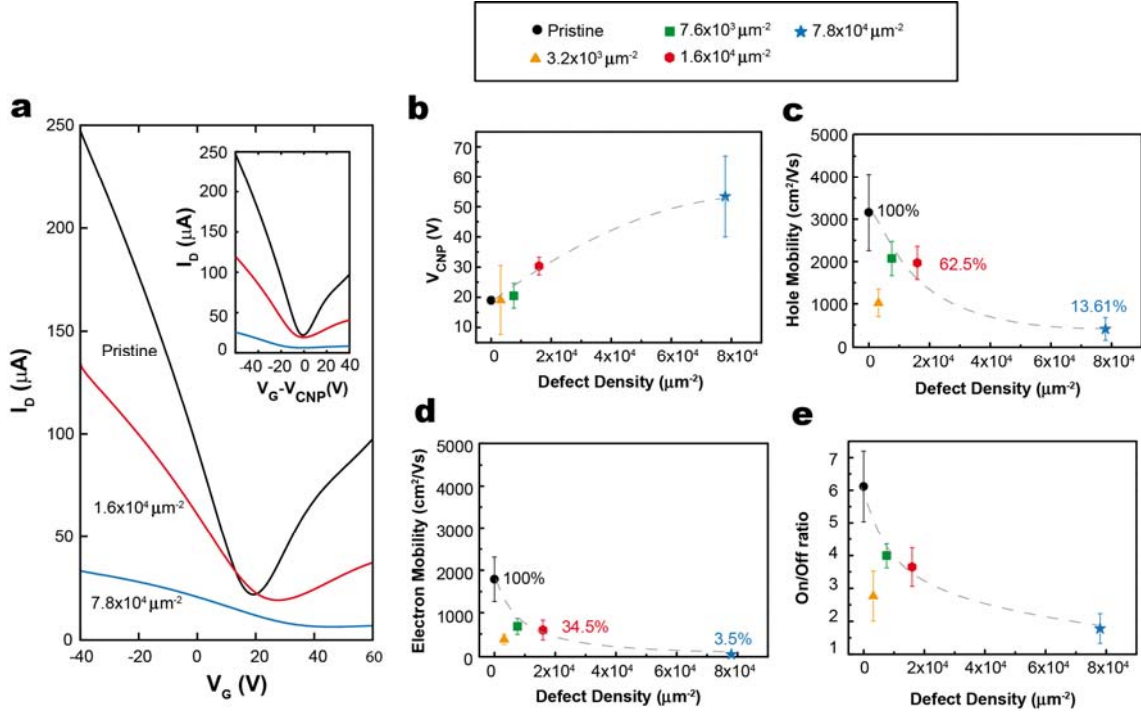 Pristine
7.6x10³ μm⁻²
7.8x10⁴ μm⁻²
3.2x10³ μm⁻²
1.6x10⁴ μm⁻²
a
250
200
150
100
50
0
-40
-20
0
20
40
60
I_D (μA)
V_G (V)
Pristine
1.6x10⁴ μm⁻²
7.8x10⁴ μm⁻²
250
200
150
100
50
0
-40
-20
0
20
40
I_D (μA)
V_G-V_CNP(V)
b
80
70
60
50
40
30
20
10
0
2x10⁴
4x10⁴
6x10⁴
8x10⁴
V_CNP (V)
Defect Density (μm⁻²)
c
5000
4000
3000
2000
1000
0
0
2x10⁴
4x10⁴
6x10⁴
8x10⁴
Hole Mobility (cm²/Vs)
Defect Density (μm⁻²)
100%
62.5%
13.61%
d
5000
4000
3000
2000
1000
0
0
2x10⁴
4x10⁴
6x10⁴
8x10⁴
Electron Mobility (cm²/Vs)
Defect Density (μm⁻²)
100%
34.5%
3.5%
e
7
6
5
4
3
2
1
0
2x10⁴
4x10⁴
6x10⁴
8x10⁴
On/Off ratio
Defect Density (μm⁻²)